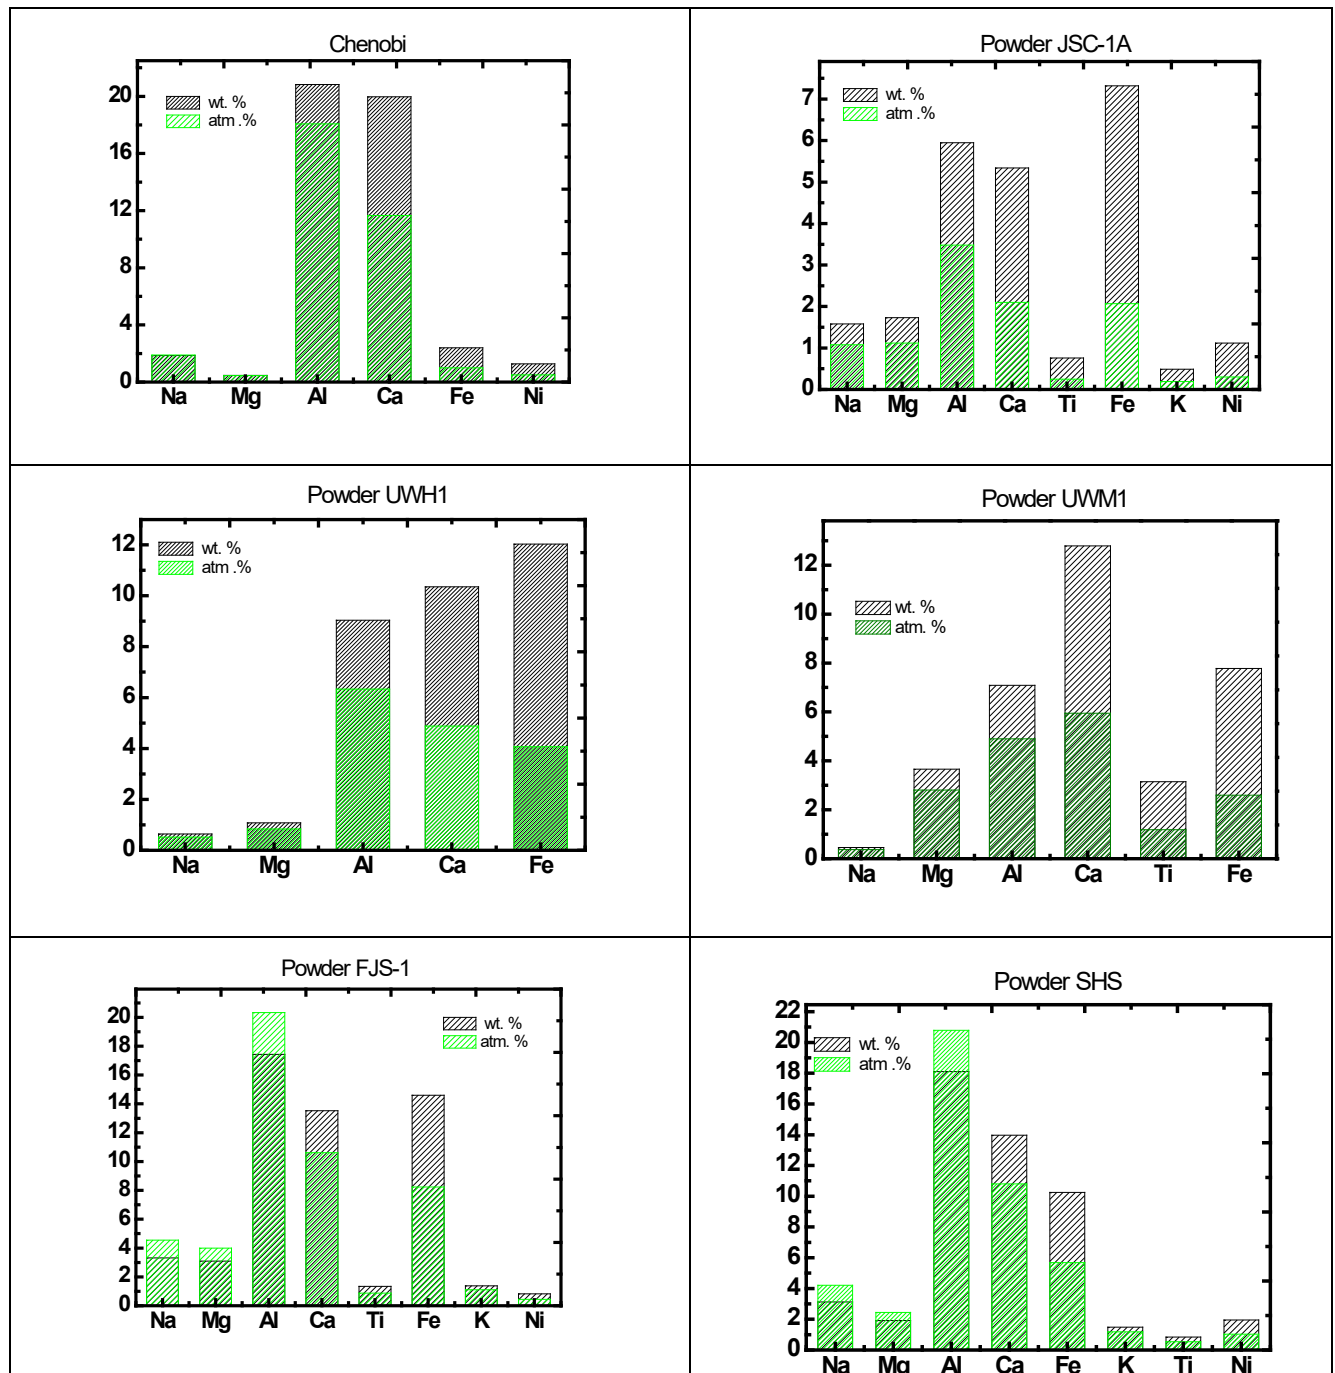 Chenobi
wt. %
atm .%
20
16
12
8
4
0
Na Mg Al Ca Fe Ni
Powder JSC-1A
wt. %
atm .%
7
6
5
4
3
2
1
0
Na Mg Al Ca Ti Fe K Ni
Powder UWH1
wt. %
atm .%
12
10
8
6
4
2
0
Na Mg Al Ca Fe
Powder UWM1
wt. %
atm. %
12
10
8
6
4
2
0
Na Mg Al Ca Ti Fe
Powder FJS-1
wt. %
atm. %
20
18
16
14
12
10
8
6
4
2
0
Na Mg Al Ca Ti Fe K Ni
Powder SHS
wt. %
atm .%
22
20
18
16
14
12
10
8
6
4
2
0
Na Mg Al Ca Fe K Ti Ni